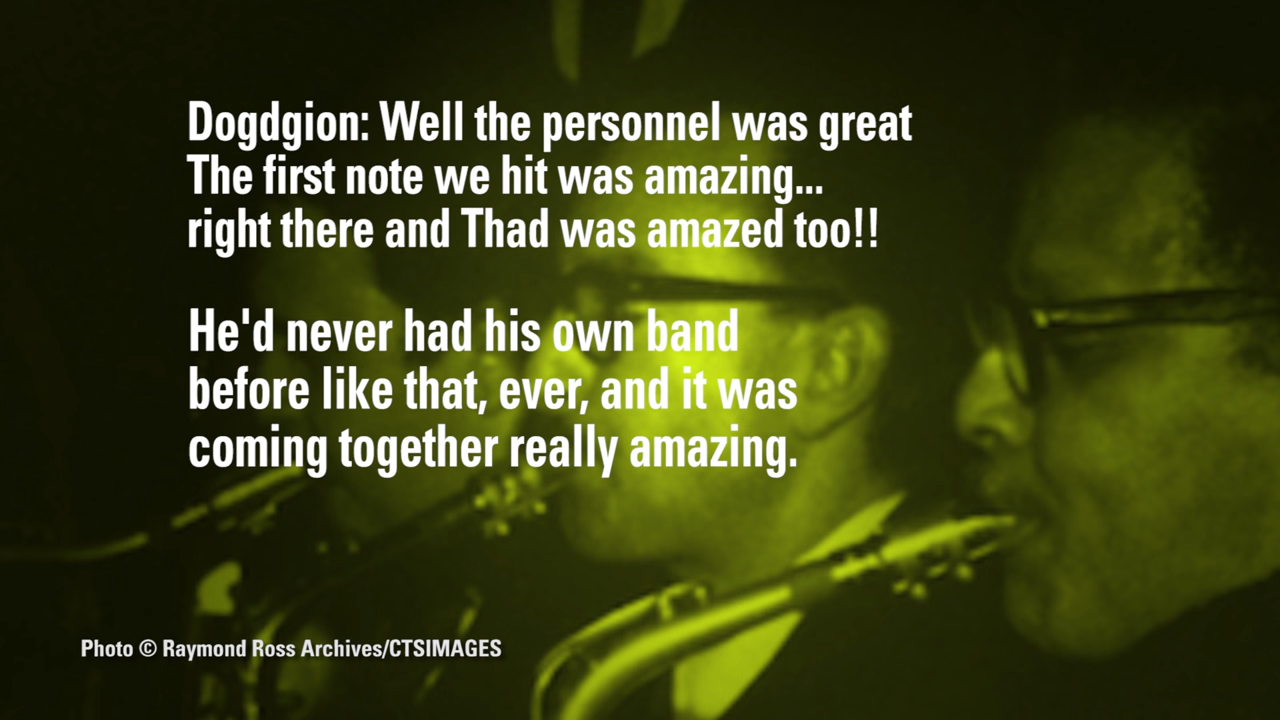 Dogdgion: Well the personnel was great
The first note we hit was amazing...
right there and Thad was amazed too!!
He'd never had his own band
before like that, ever, and it was
coming together really amazing.
Photo © Raymond Ross Archives/CTSIMAGES